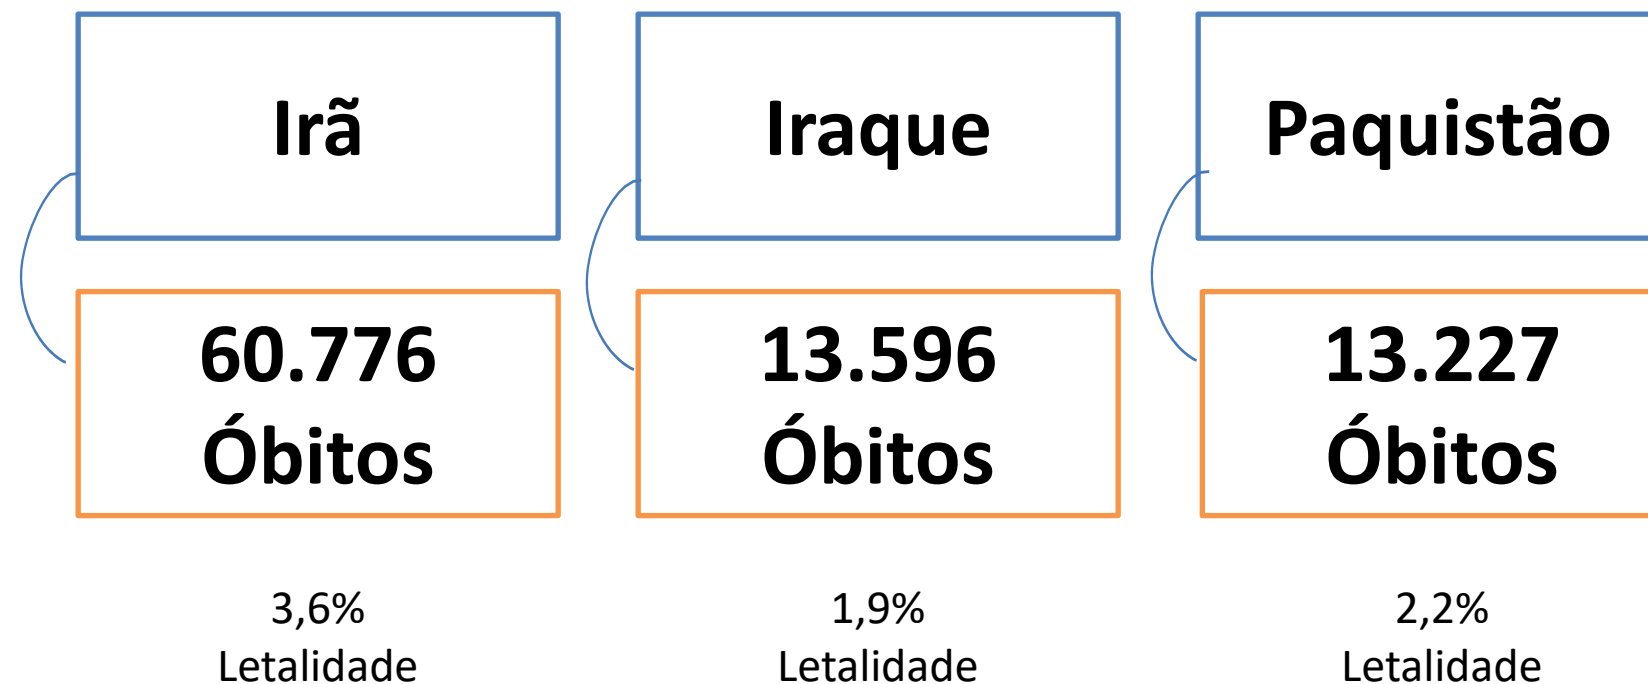 Irã
Iraque
Paquistão
60.776
Óbitos
13.596
Óbitos
13.227
Óbitos
3,6%
Letalidade
1,9%
Letalidade
2,2%
Letalidade